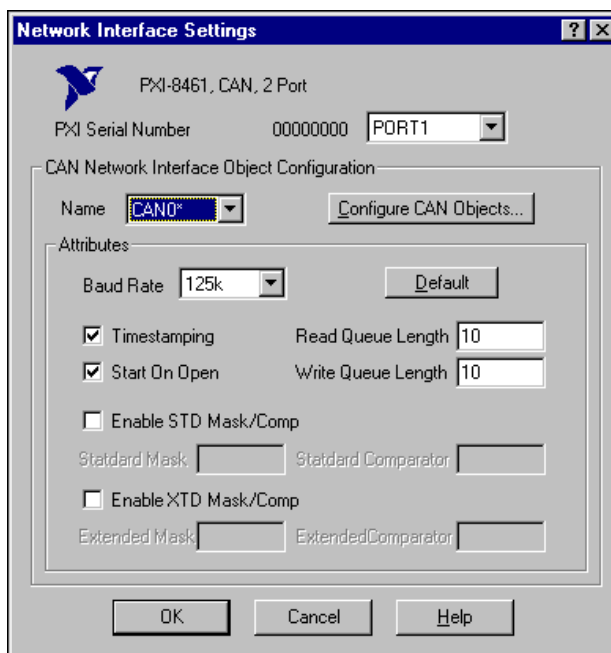 Network Interface Settings
PXI-8461, CAN, 2 Port
PXI Serial Number 00000000 PORT1
CAN Network Interface Object Configuration
Name CAN0* Configure CAN Objects...
Attributes
Baud Rate 125k Default
Timestamping Read Queue Length 10
Start On Open Write Queue Length 10
Enable STD Mask/Comp
Statdard Mask Statdard Comparator
Enable XTD Mask/Comp
Extended Mask ExtendedComparator
OK Cancel Help